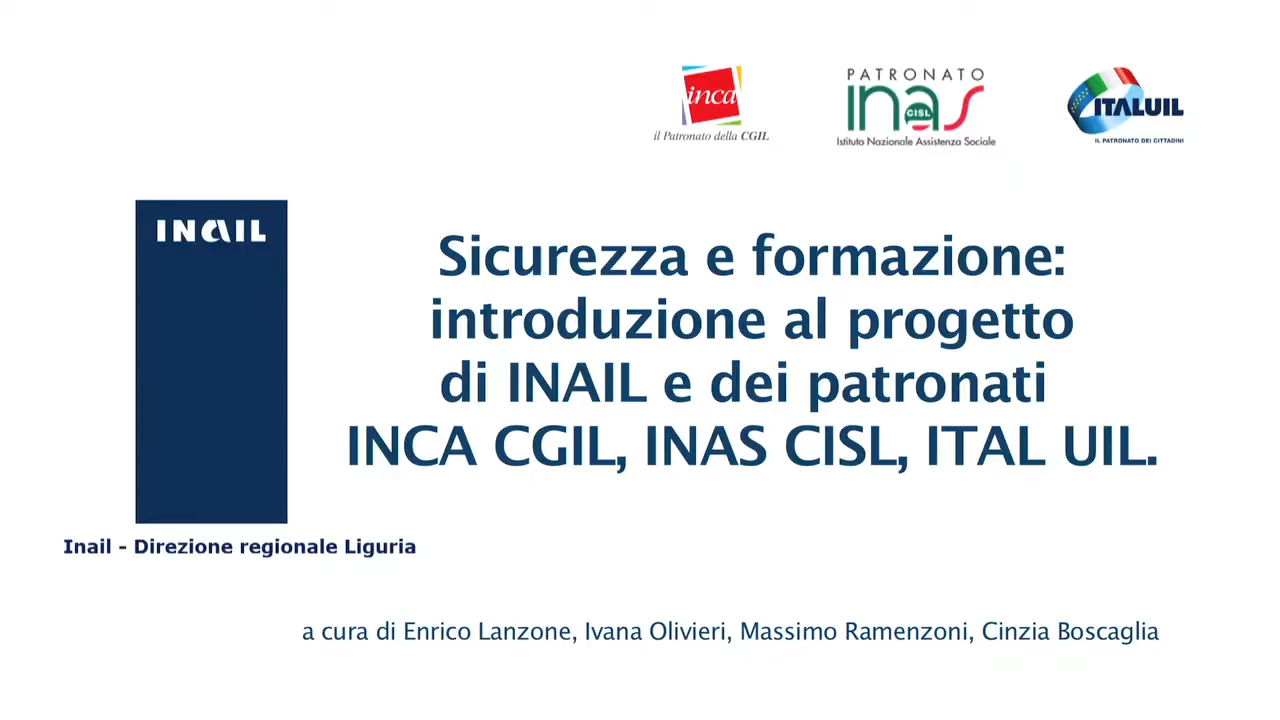 inca
il Patronato della CGIL
PATRONATO
inas
CISL
Istituto Nazionale Assistenza Sociale
ITALUIL
IL PATRONATO DEI CITTADINI
INAIL
Sicurezza e formazione:
introduzione al progetto
di INAIL e dei patronati
INCA CGIL, INAS CISL, ITAL UIL.
Inail - Direzione regionale Liguria
a cura di Enrico Lanzone, Ivana Olivieri, Massimo Ramenzoni, Cinzia Boscaglia